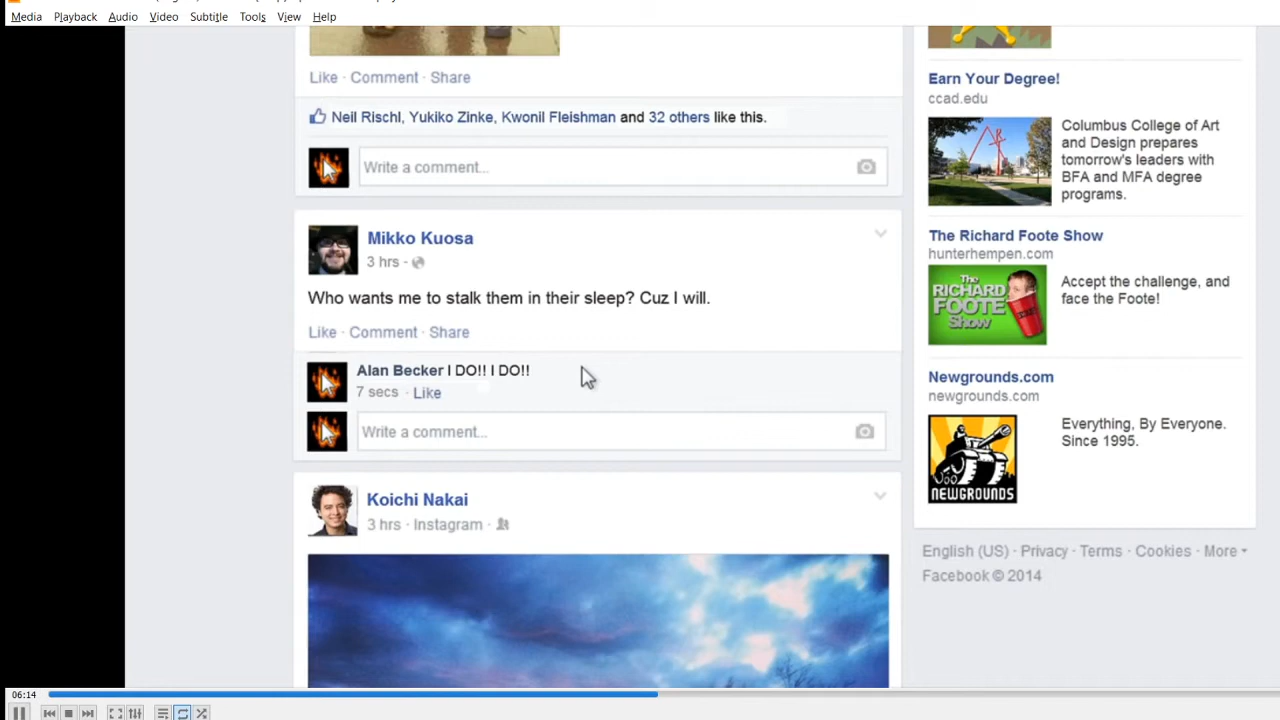 Media Playback Audio Video Subtitle Tools View Help
Like · Comment · Share
Neil Rischl, Yukiko Zinke, Kwonil Fleishman and 32 others like this.
Write a comment...
Mikko Kuosa
3 hrs ·
Who wants me to stalk them in their sleep? Cuz I will.
Like · Comment · Share
Alan Becker I DO!! I DO!!
7 secs · Like
Write a comment...
Koichi Nakai
3 hrs · Instagram ·
Earn Your Degree!
ccad.edu
Columbus College of Art
and Design prepares
tomorrow's leaders with
BFA and MFA degree
programs.
The Richard Foote Show
hunterhempen.com
The
RICHARD
FOOTE
Show
Accept the challenge, and
face the Foote!
Newgrounds.com
newgrounds.com
NEWGROUNDS
Everything, By Everyone.
Since 1995.
English (US) · Privacy · Terms · Cookies · More
Facebook © 2014
06:14